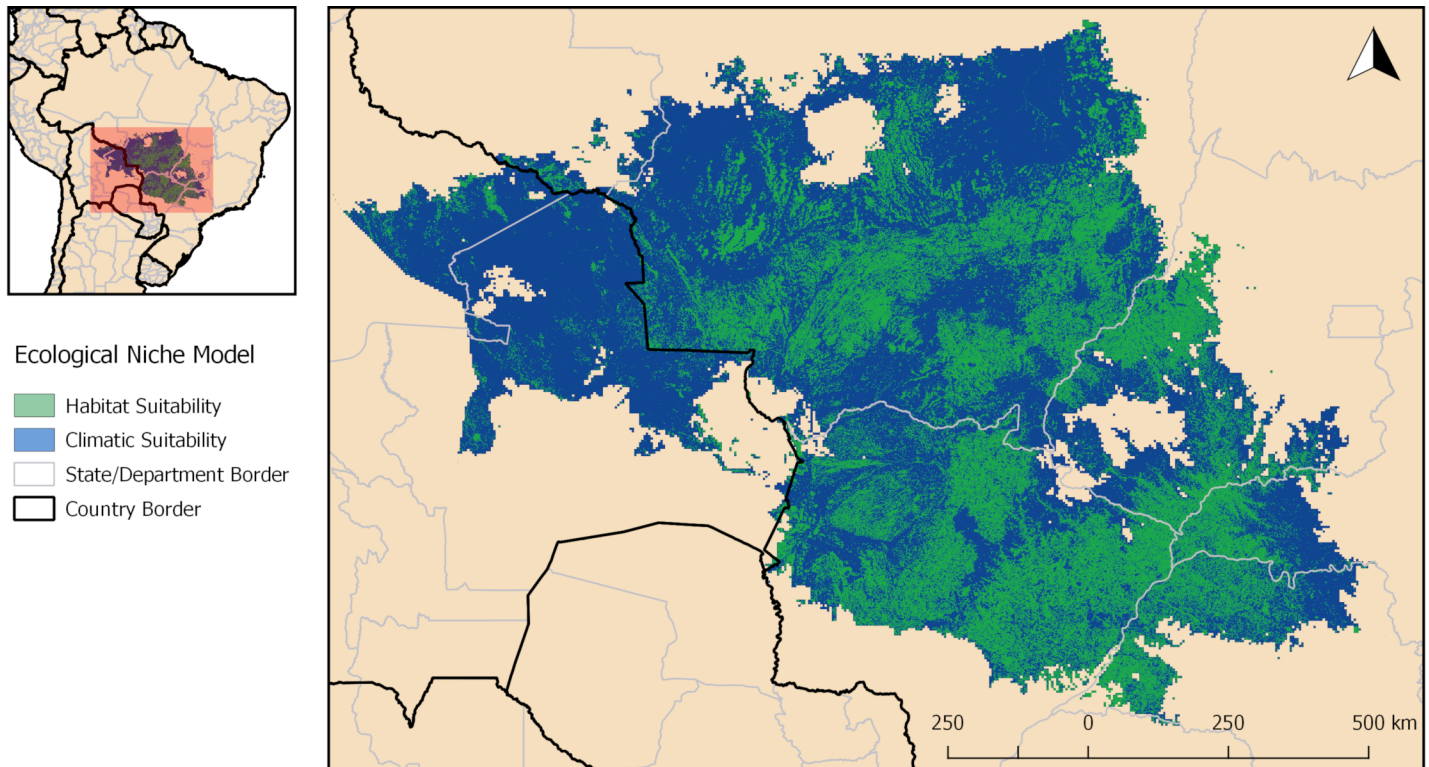 Ecological Niche Model
Habitat Suitability
Climatic Suitability
State/Department Border
Country Border
250 0 250 500 km